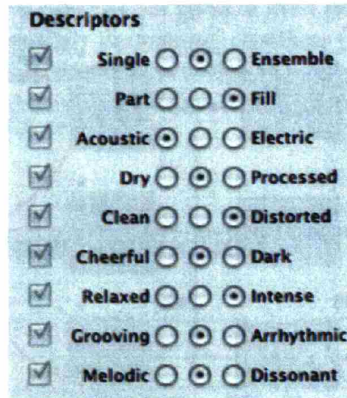 Descriptors
Single Ensemble
Part Fill
Acoustic Electric
Dry Processed
Clean Distorted
Cheerful Dark
Relaxed Intense
Grooving Arrhythmic
Melodic Dissonant